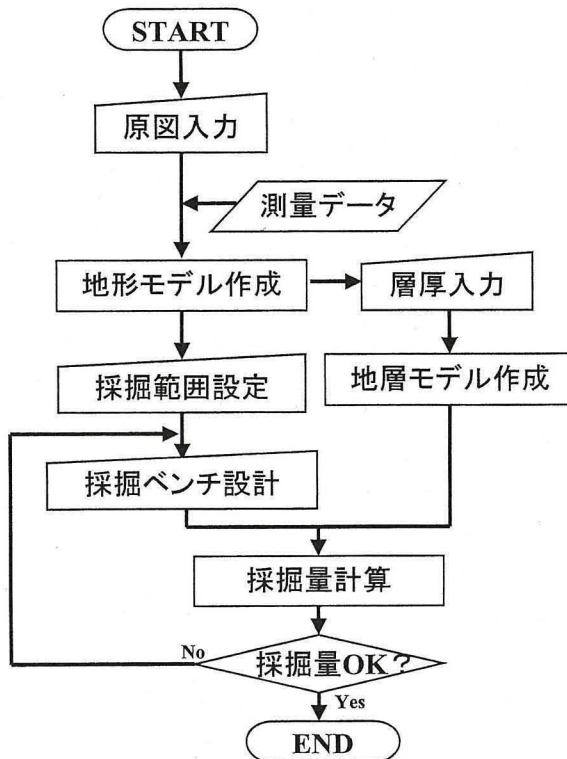 START
原図入力
測量データ
地形モデル作成
層厚入力
採掘範囲設定
地層モデル作成
採掘ベンチ設計
採掘量計算
採掘量OK？
No
Yes
END